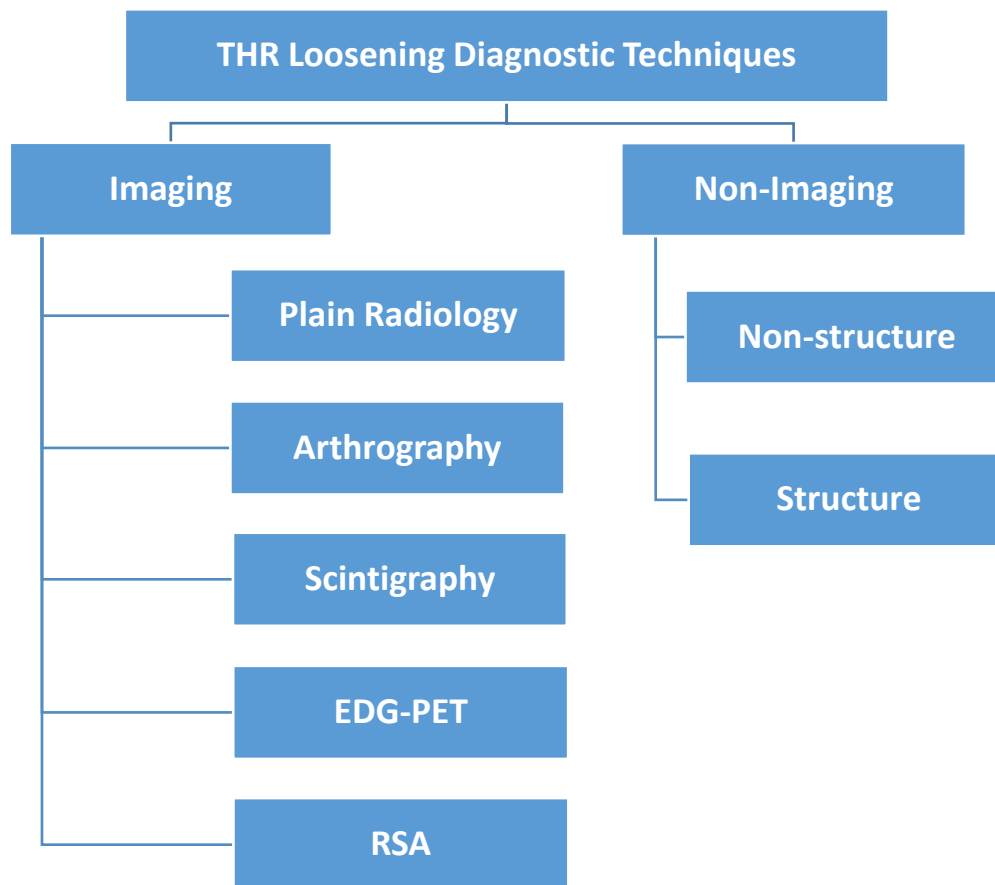 THR Loosening Diagnostic Techniques
Imaging
Plain Radiology
Arthrography
Scintigraphy
EDG-PET
RSA
Non-Imaging
Non-structure
Structure